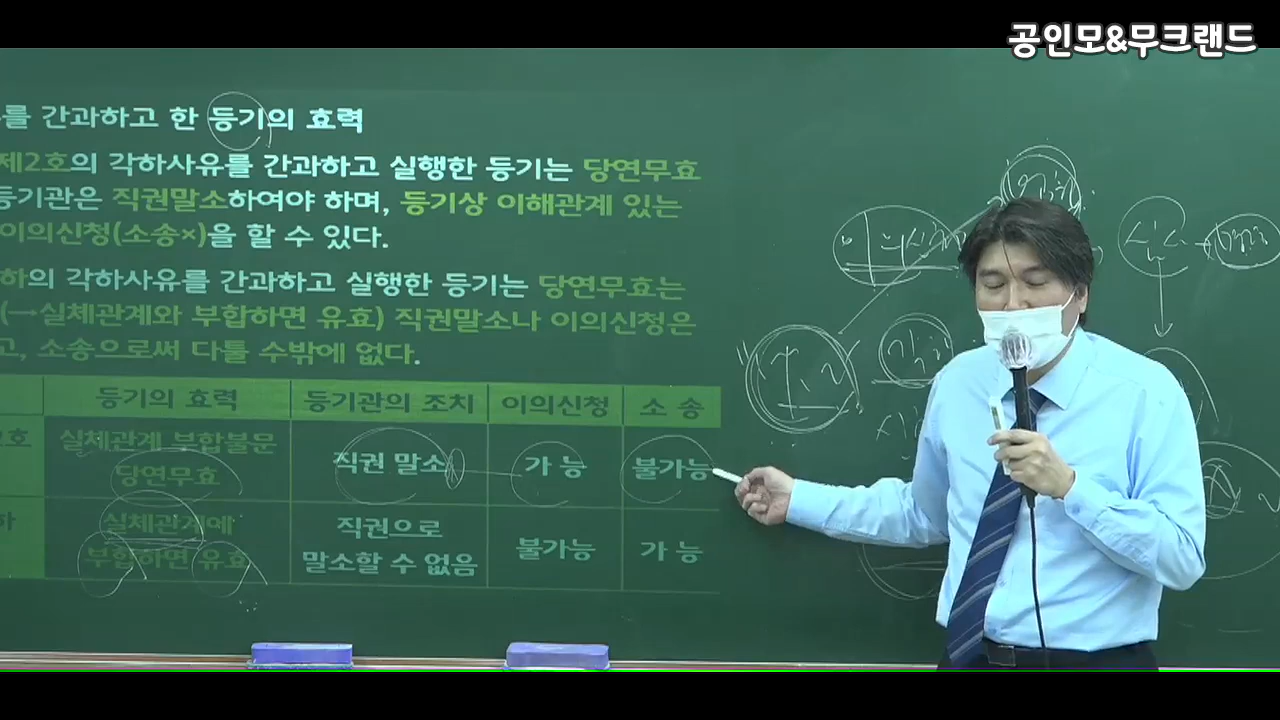 공인모&무크랜드
를 간과하고 한 등기의 효력
제2호의 각하사유를 간과하고 실행한 등기는 당연무효
등기관은 직권말소하여야 하며, 등기상 이해관계 있는
이의신청(소송×)을 할 수 있다.
하의 각하사유를 간과하고 실행한 등기는 당연무효는
(→실체관계와 부합하면 유효) 직권말소나 이의신청은
고, 소송으로써 다툴 수밖에 없다.
등기의 효력 등기관의 조치 이의신청 소 송
2호 실체관계 부합불문 당연무효 직권 말소 가 능 불가능
하 실체관계에 부합하면 유효 직권으로 말소할 수 없음 불가능 가 능